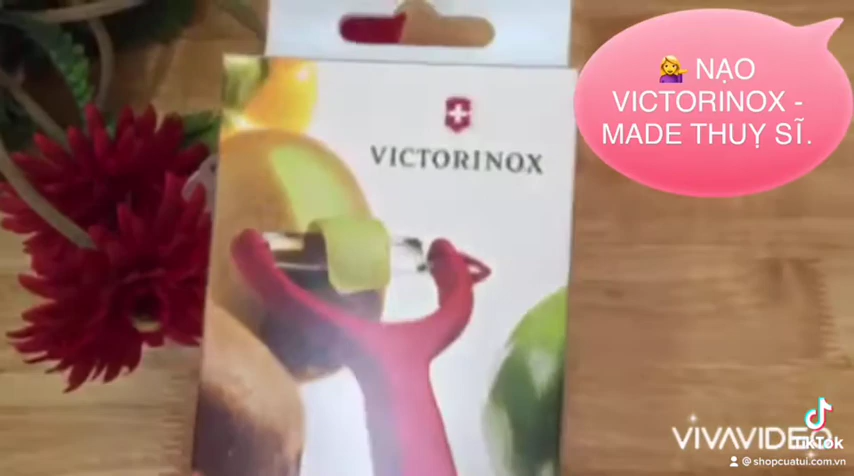 💁‍♀️ NẠO
VICTORINOX -
MADE THUỴ SĨ.
VICTORINOX
VIVAVIDEO
TikTok
@shopcuatui.com.vn